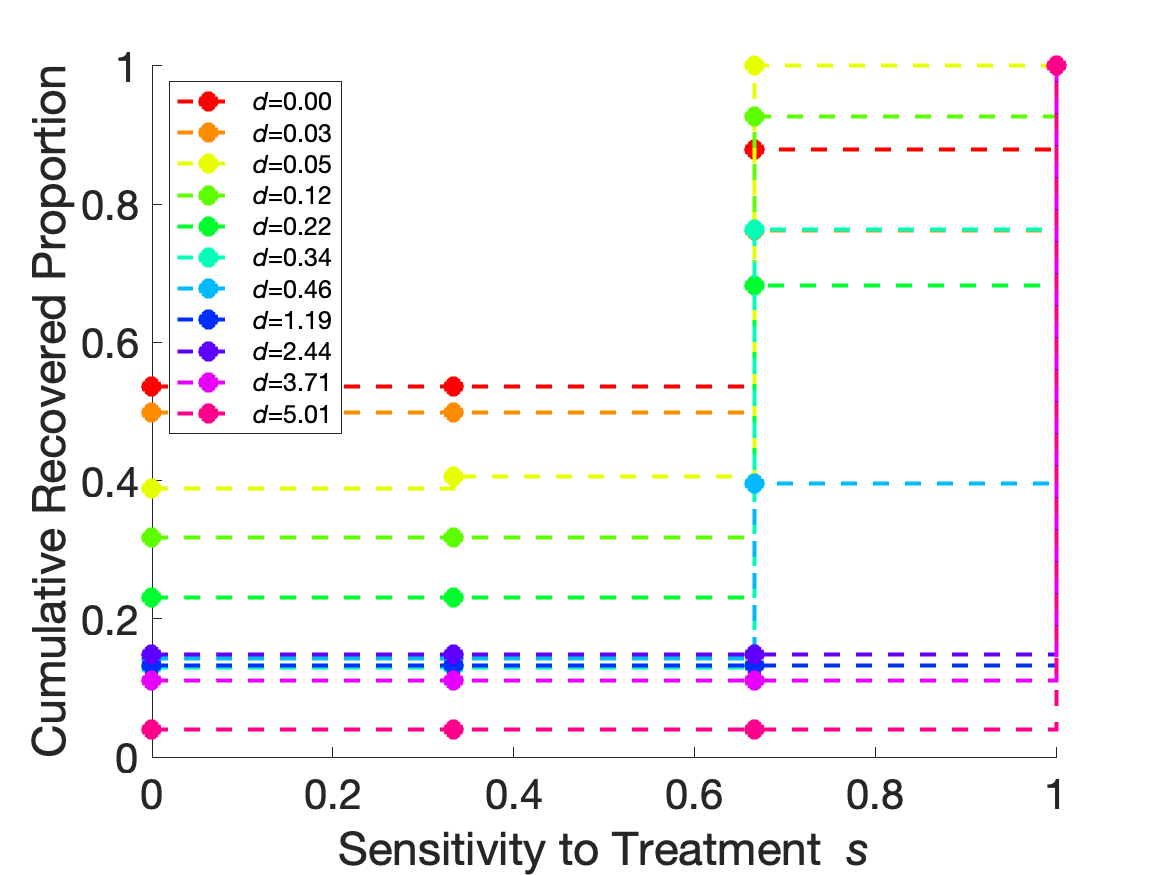 1
0.8
0.6
0.4
0.2
0
Cumulative Recovered Proportion
d=0.00
d=0.03
d=0.05
d=0.12
d=0.22
d=0.34
d=0.46
d=1.19
d=2.44
d=3.71
d=5.01
0 0.2 0.4 0.6 0.8 1
Sensitivity to Treatment s